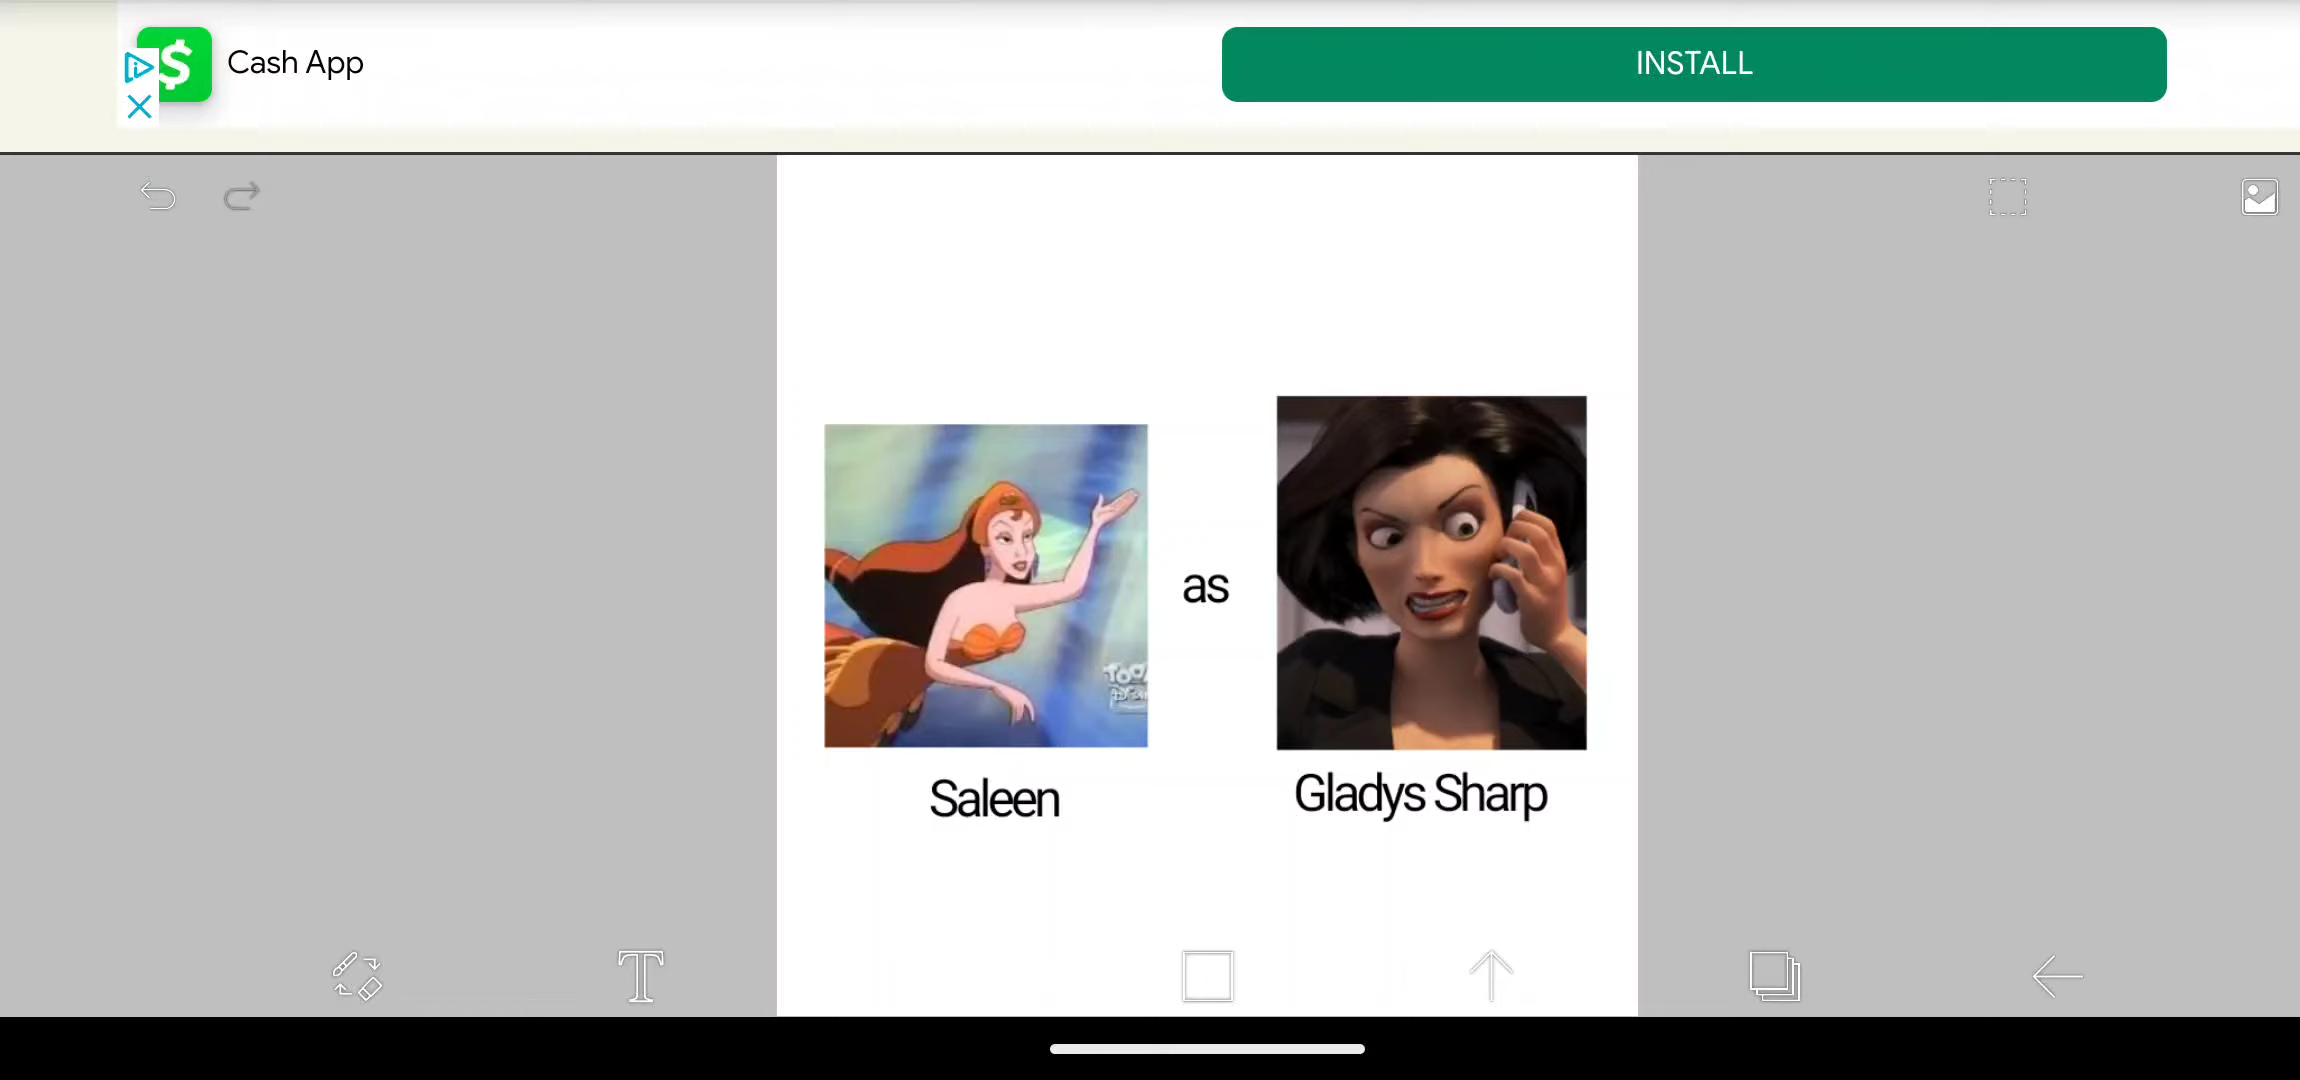 Cash App
INSTALL
as
Saleen
Gladys Sharp